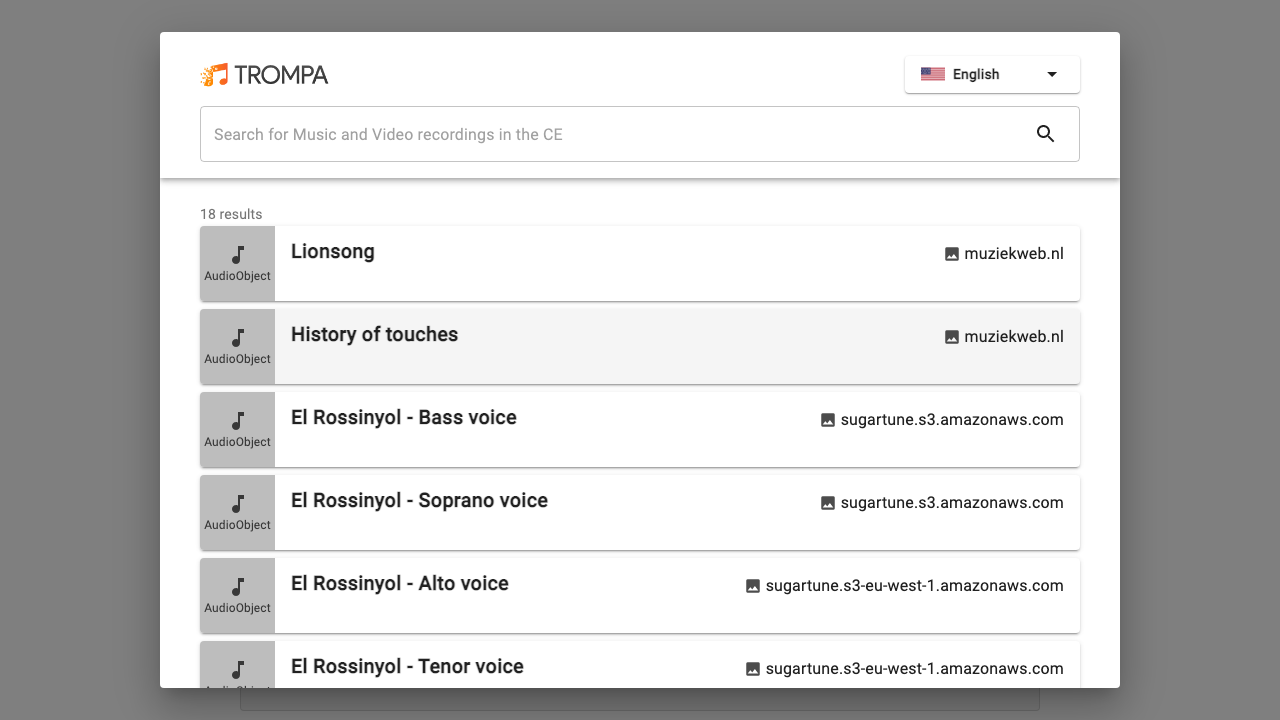 TROMPA
English
Search for Music and Video recordings in the CE
18 results
AudioObject
Lionsong
muziekweb.nl
AudioObject
History of touches
muziekweb.nl
AudioObject
El Rossinyol - Bass voice
sugartune.s3.amazonaws.com
AudioObject
El Rossinyol - Soprano voice
sugartune.s3.amazonaws.com
AudioObject
El Rossinyol - Alto voice
sugartune.s3-eu-west-1.amazonaws.com
El Rossinyol - Tenor voice
sugartune.s3-eu-west-1.amazonaws.com